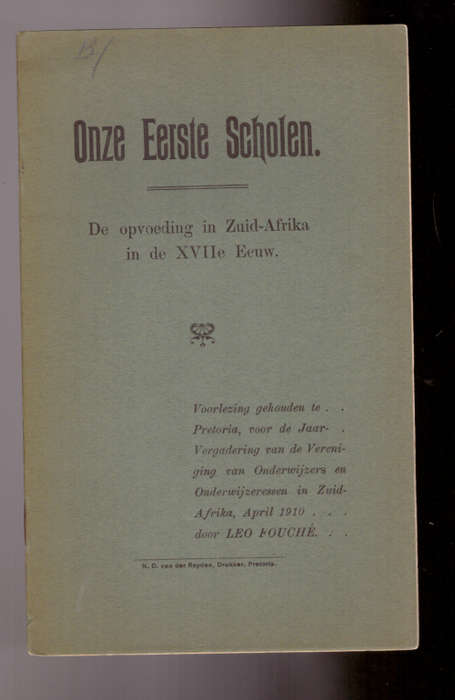 Onze Eerste Scholen.
De opvoeding in Zuid-Afrika
in de XVIIe Eeuw.
Voorlezing gehouden te . .
Pretoria, voor de Jaar- .
Vergadering van de Vereni-
ging van Onderwijzers en
Onderwijzeressen in Zuid-
Afrika, April 1910 . . .
door LEO FOUCHÉ. . .
N. D. van der Reyden, Drukker, Pretoria.